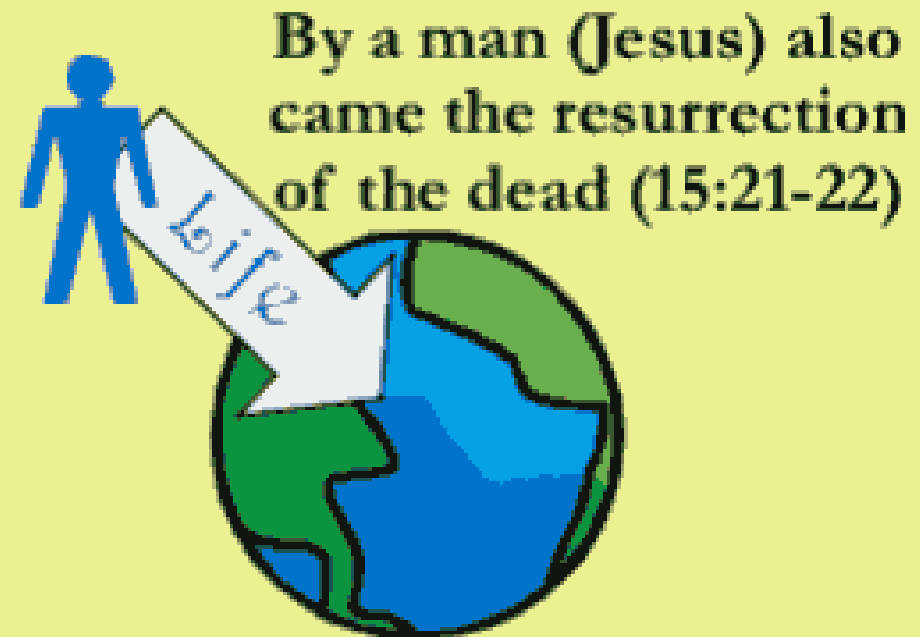 By a man (Jesus) also
came the resurrection
of the dead (15:21-22)
Life